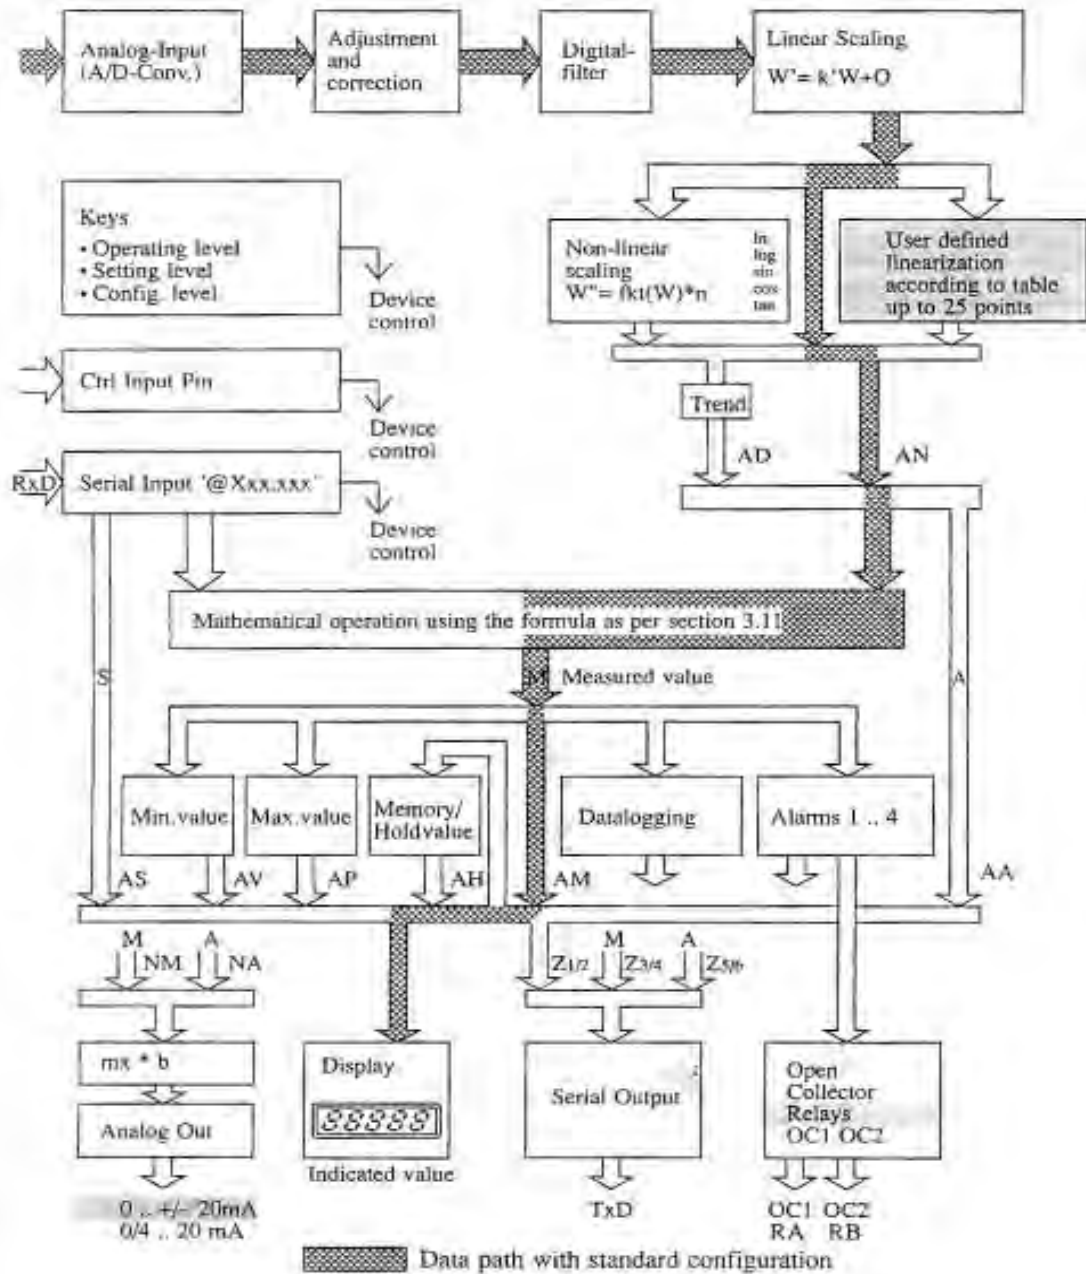 Analog-Input
(A/D-Conv.)
Adjustment
and
correction
Digital-
filter
Linear Scaling
W'= k*W+O
Keys
• Operating level
• Setting level
• Config. level
Device
control
Non-linear
scaling
W"= fkt(W)*n
ln
log
sin
cos
tan
User defined
linearization
according to table
up to 25 points
Ctrl Input Pin
Device
control
Trend
AD
AN
RxD
Serial Input '@Xxx.xxx'
Device
control
Mathematical operation using the formula as per section 3.11
S
M Measured value
A
Min.value
Max.value
Memory/
Holdvalue
Datalogging
Alarms 1 .. 4
AS
AV
AP
AH
AM
AA
M
A
NM
NA
M
A
Z1/2
Z3/4
Z5/6
mx * b
Analog Out
0 .. +/- 20mA
0/4 .. 20 mA
Display
88888
Indicated value
Serial Output
TxD
Open
Collector
Relays
OC1 OC2
OC1 OC2
RA RB
Data path with standard configuration